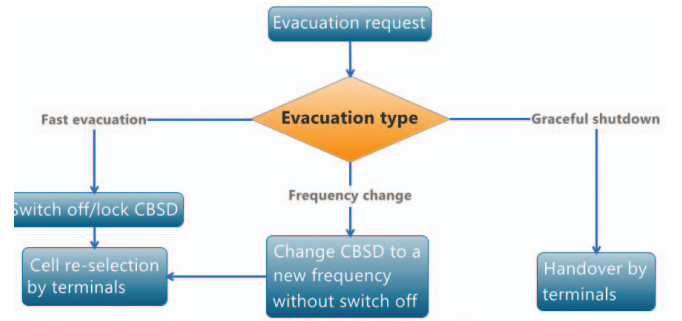 Evacuation request
Evacuation type
Fast evacuation
Graceful shutdown
Frequency change
Switch off/lock CBSD
Cell re-selection
by terminals
Change CBSD to a
new frequency
without switch off
Handover by
terminals